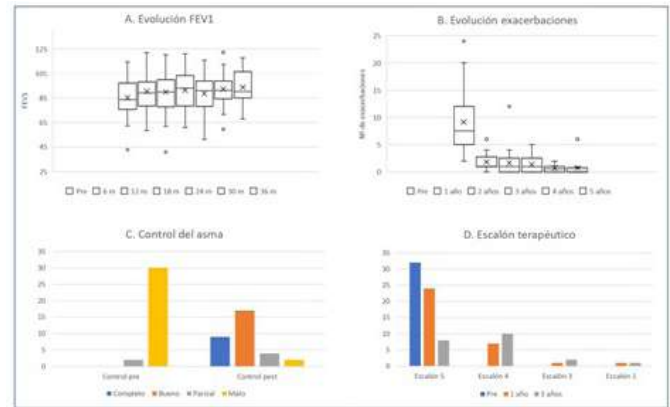 A. Evolución FEV1
125
105
85
65
45
25
FEV1
Pre 6 m 12 m 18 m 24 m 30 m 36 m
B. Evolución exacerbaciones
25
20
15
10
5
0
Nº de exacerbaciones
Pre 1 año 2 años 3 años 4 años 5 años
C. Control del asma
35
30
25
20
15
10
5
0
Control pre Control post
Completo Bueno Parcial Malo
D. Escalón terapéutico
35
30
25
20
15
10
5
0
Escalón 5 Escalón 4 Escalón 3
Pre 1 año 3 años